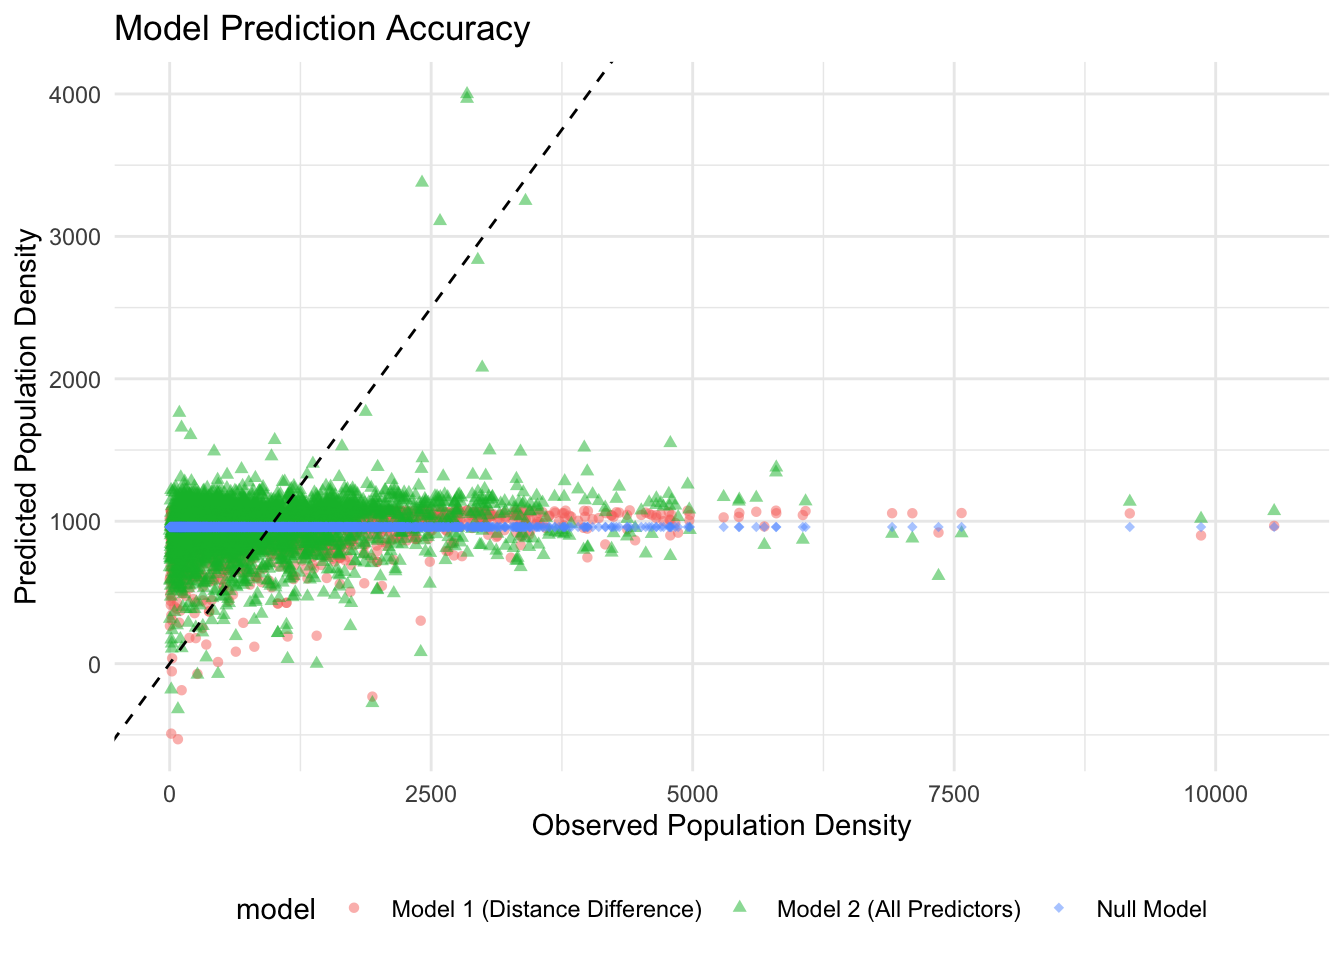 Model Prediction Accuracy
4000
3000
2000
1000
0
Predicted Population Density
0 2500 5000 7500 10000
Observed Population Density
model Model 1 (Distance Difference) Model 2 (All Predictors) Null Model